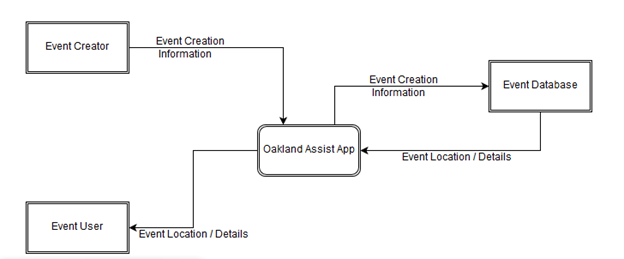 Event Creator
Event Creation
Information
Event Creation
Information
Event Database
Oakland Assist App
Event Location / Details
Event User
Event Location / Details